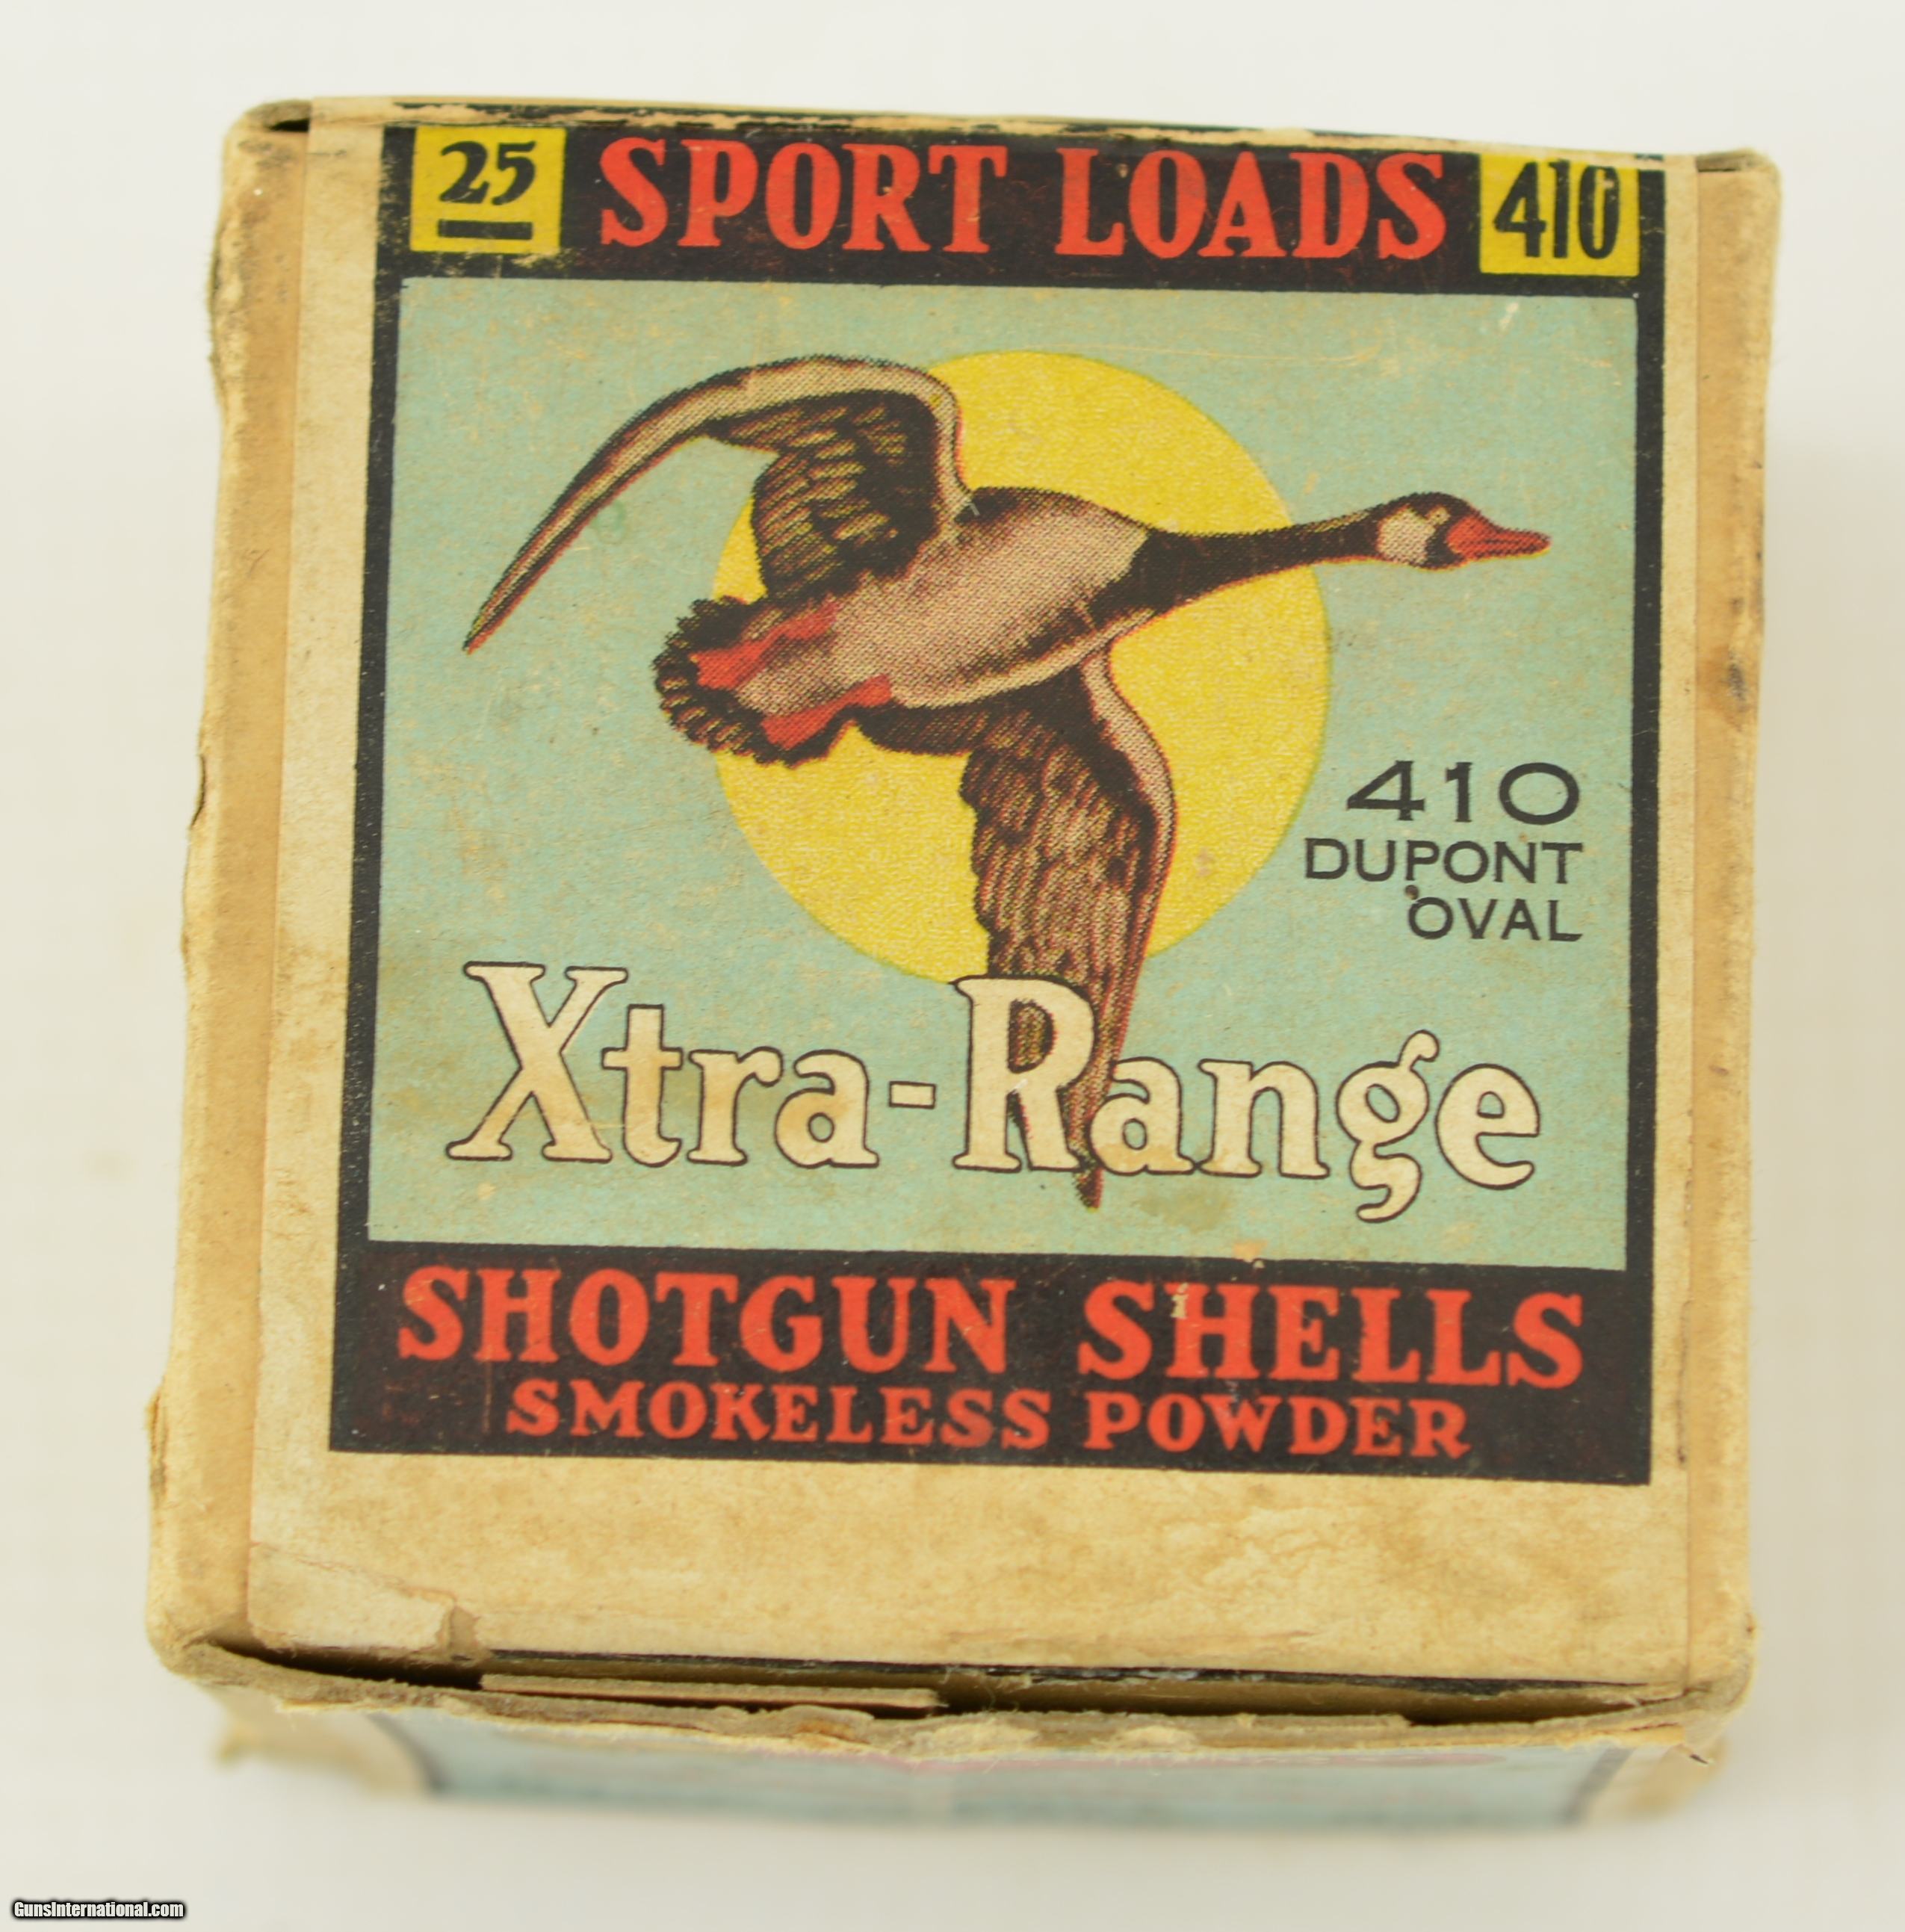 25 SPORT LOADS 410
410
DUPONT
OVAL
Xtra-Range
SHOTGUN SHELLS
SMOKELESS POWDER
GunsInternational.com